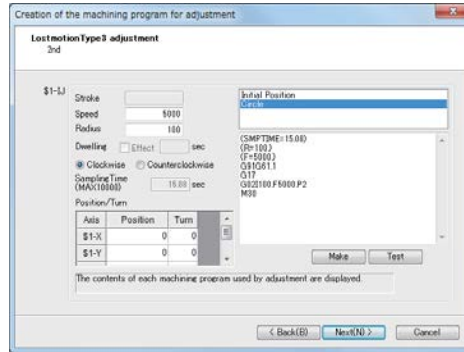 Creation of the machining program for adjustment
LostmotionType3 adjustment
2nd
$1-IJ
Stroke
Speed 5000
Radius 100
Dwelling Effect sec
Clockwise Counterclockwise
SamplingTime
(MAX10000) 15.00 sec
Position/Turn
Axis Position Turn
$1-X 0 0
$1-Y 0 0
Initial Position
Circle
(SMPTIME=15.00)
(R=100.)
(F=5000.)
G91G61.1
G17
G02I100.F5000.P2
M30
Make Test
The contents of each machining program used by adjustment are displayed.
< Back(B) Next(N) > Cancel